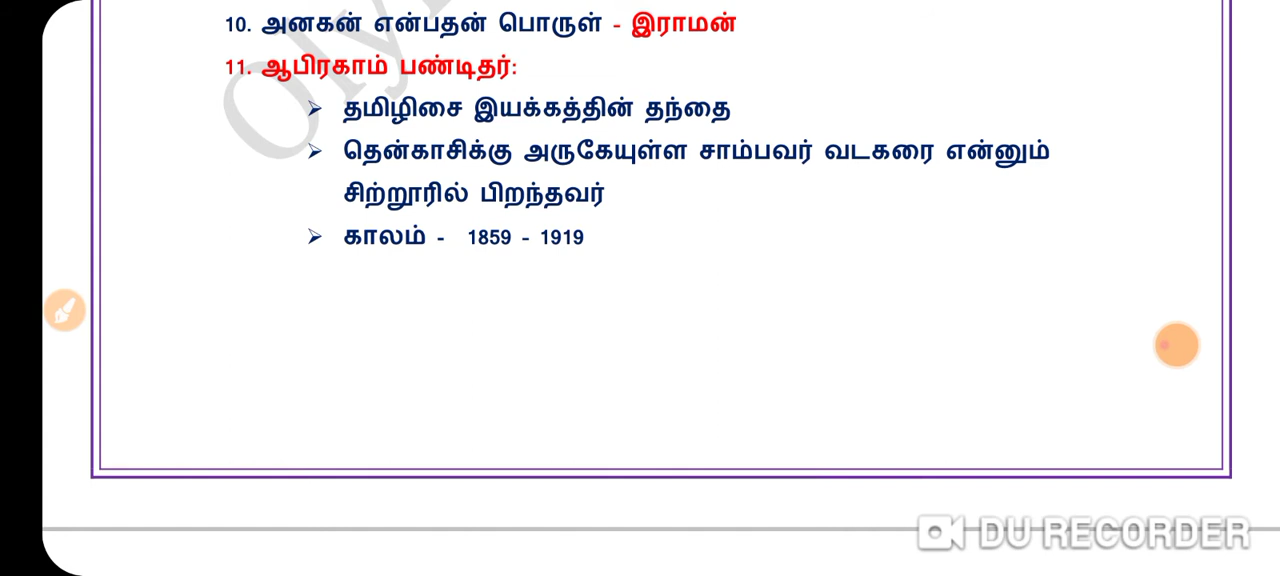 10. அனகன் என்பதன் பொருள் - இராமன்
11. ஆபிரகாம் பண்டிதர்:
➢ தமிழிசை இயக்கத்தின் தந்தை
➢ தென்காசிக்கு அருகேயுள்ள சாம்பவர் வடகரை என்னும்
சிற்றூரில் பிறந்தவர்
➢ காலம் - 1859 - 1919
DU RECORDER